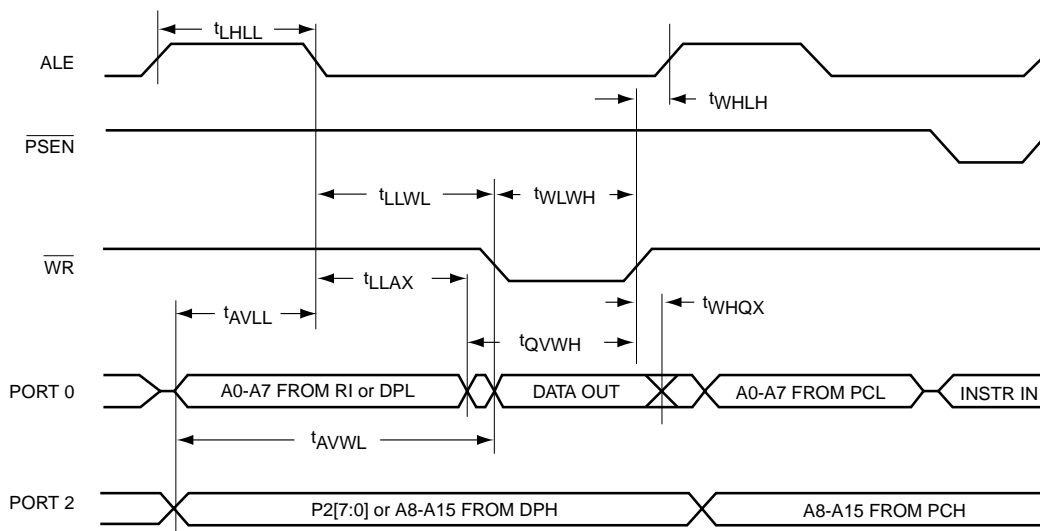 tLHLL
ALE
tWHLH
PSEN
tLLWL
tWLWH
WR
tLLAX
tAVLL
tWHQX
tQVWH
PORT 0
A0-A7 FROM RI or DPL
DATA OUT
A0-A7 FROM PCL
INSTR IN
tAVWL
PORT 2
P2[7:0] or A8-A15 FROM DPH
A8-A15 FROM PCH